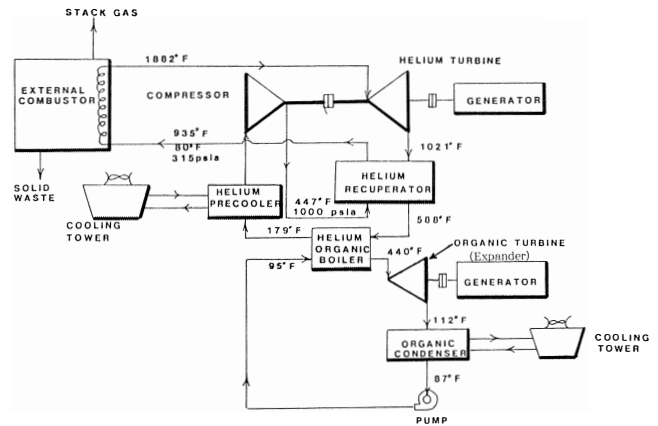 STACK GAS
1882° F
HELIUM TURBINE
EXTERNAL
COMBUSTOR
COMPRESSOR
GENERATOR
935° F
80° F
315psia
1021° F
SOLID
WASTE
HELIUM
PRECOOLER
447° F
1000 psia
HELIUM
RECUPERATOR
COOLING
TOWER
179° F
588° F
HELIUM
ORGANIC
BOILER
95° F
440° F
ORGANIC TURBINE
(Expander)
GENERATOR
112° F
ORGANIC
CONDENSER
COOLING
TOWER
87° F
PUMP